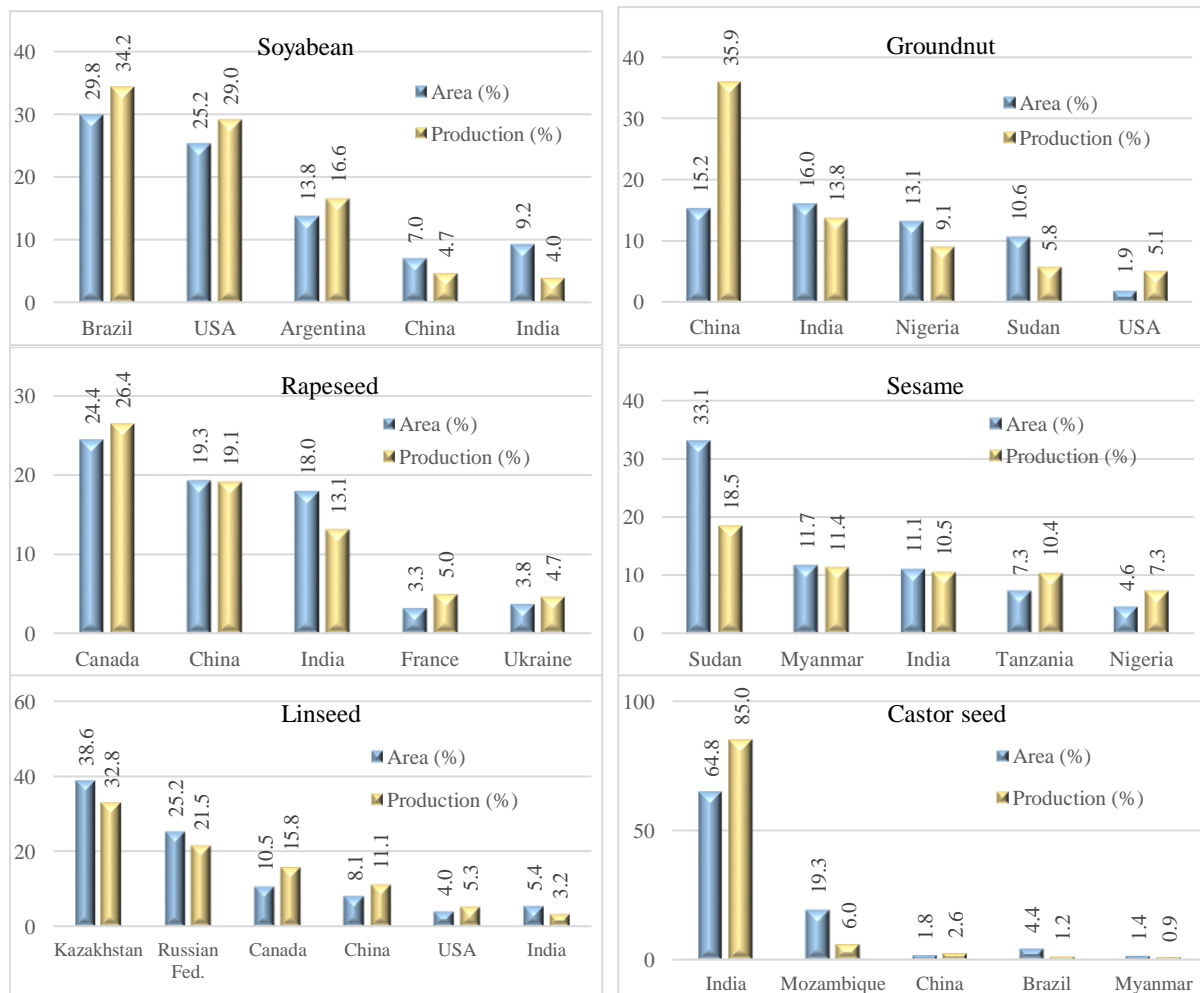 Soyabean
40
30
20
10
0
29.8 34.2 25.2 29.0 13.8 16.6 7.0 4.7 9.2 4.0
Area (%)
Production (%)
Brazil USA Argentina China India
Groundnut
40
30
20
10
0
15.2 35.9 16.0 13.8 13.1 9.1 10.6 5.8 1.9 5.1
Area (%)
Production (%)
China India Nigeria Sudan USA
Rapeseed
30
20
10
0
24.4 26.4 19.3 19.1 18.0 13.1 3.3 5.0 3.8 4.7
Area (%)
Production (%)
Canada China India France Ukraine
Sesame
40
30
20
10
0
33.1 18.5 11.7 11.4 11.1 10.5 7.3 10.4 4.6 7.3
Area (%)
Production (%)
Sudan Myanmar India Tanzania Nigeria
Linseed
60
40
20
0
38.6 32.8 25.2 21.5 10.5 15.8 8.1 11.1 4.0 5.3 5.4 3.2
Area (%)
Production (%)
Kazakhstan Russian Canada China USA India
Fed.
Castor seed
100
50
0
64.8 85.0 19.3 6.0 1.8 2.6 4.4 1.2 1.4 0.9
Area (%)
Production (%)
India Mozambique China Brazil Myanmar